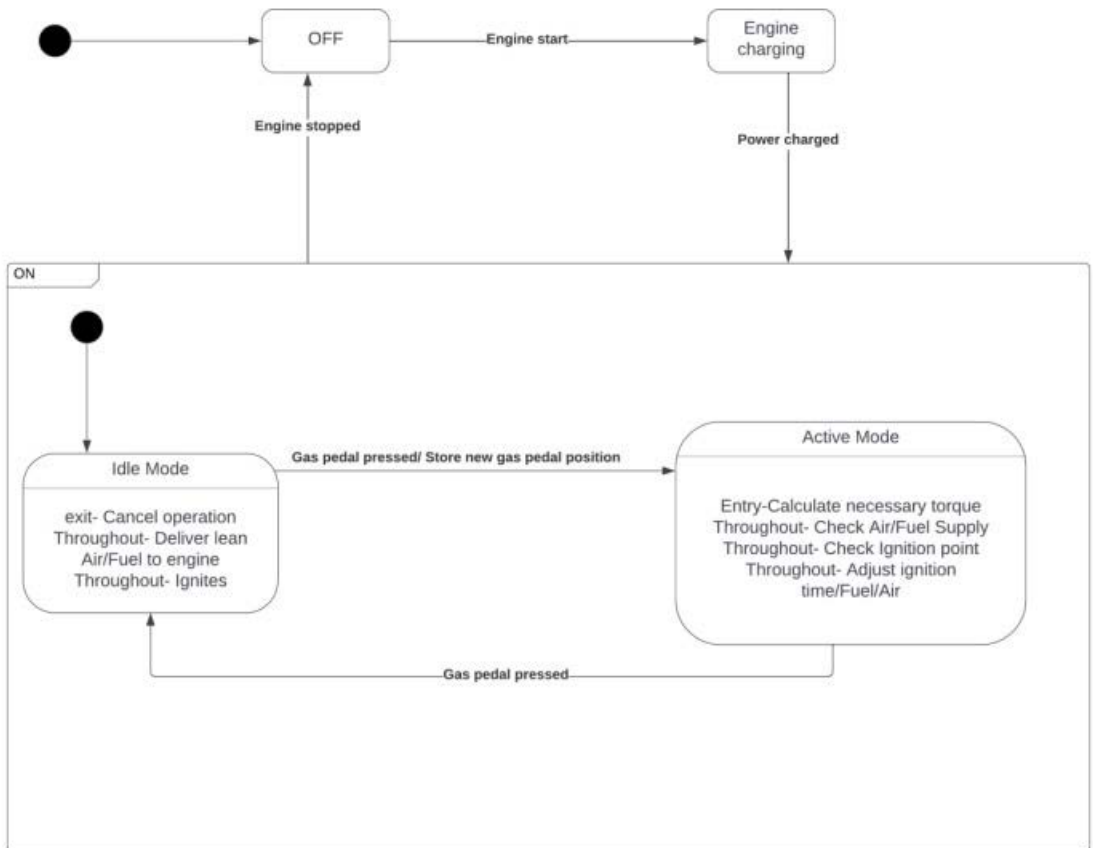 OFF
Engine start
Engine
charging
Engine stopped
Power charged
ON
Idle Mode
exit- Cancel operation
Throughout- Deliver lean
Air/Fuel to engine
Throughout- Ignites
Gas pedal pressed/ Store new gas pedal position
Active Mode
Entry-Calculate necessary torque
Throughout- Check Air/Fuel Supply
Throughout- Check Ignition point
Throughout- Adjust ignition
time/Fuel/Air
Gas pedal pressed